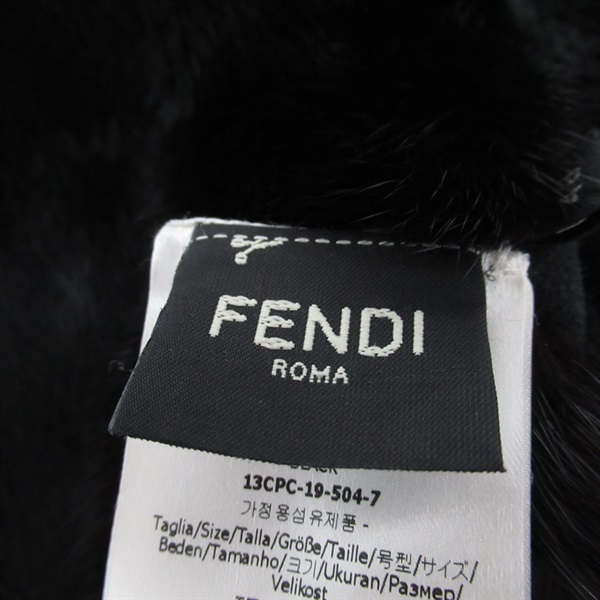 FENDI
ROMA
BLACK
13CPC-19-504-7
가정용섬유제품 -
Taglia/Size/Talla/Größe/Taille/号型/サイズ/
Beden/Tamanho/크기/Ukuran/Размер/
Velikost